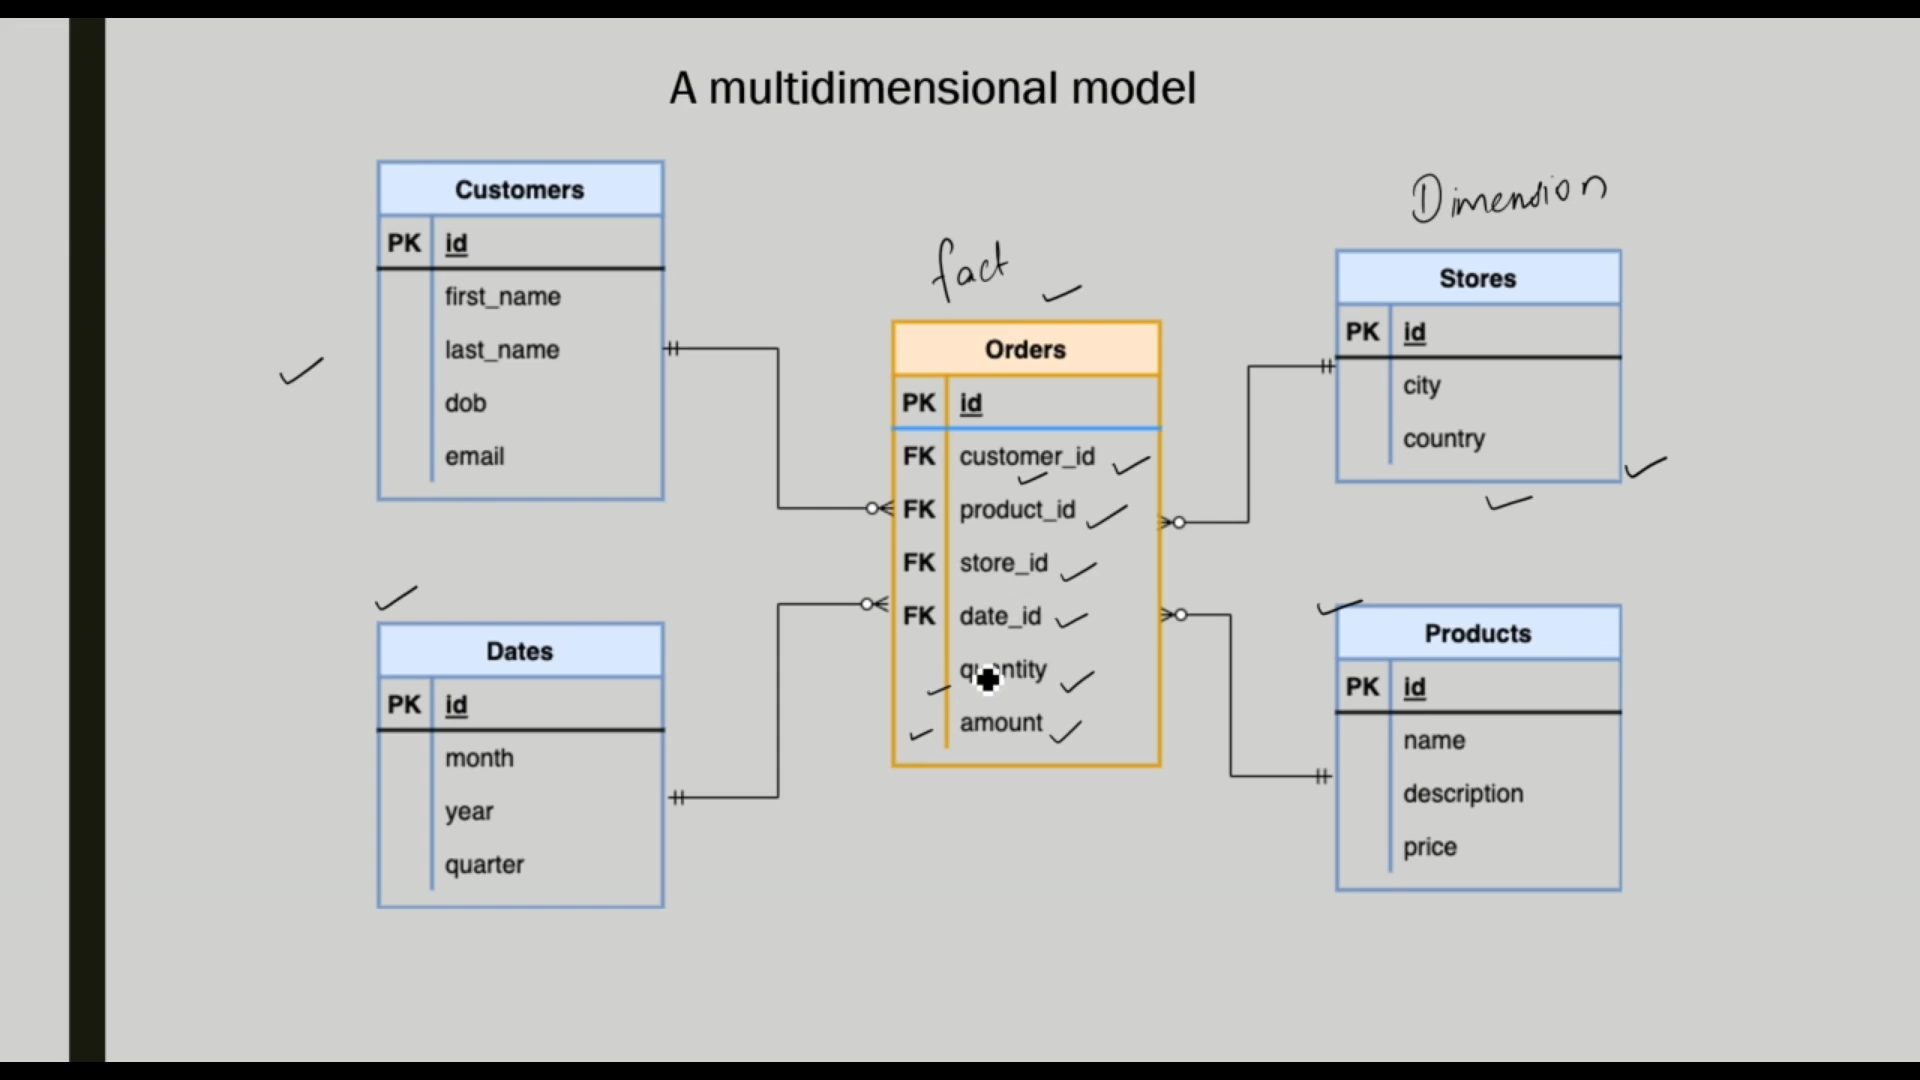 A multidimensional model
Customers
PK id
first_name
last_name
dob
email
Dates
PK id
month
year
quarter
fact
Orders
PK id
FK customer_id
FK product_id
FK store_id
FK date_id
quantity
amount
Dimension
Stores
PK id
city
country
Products
PK id
name
description
price